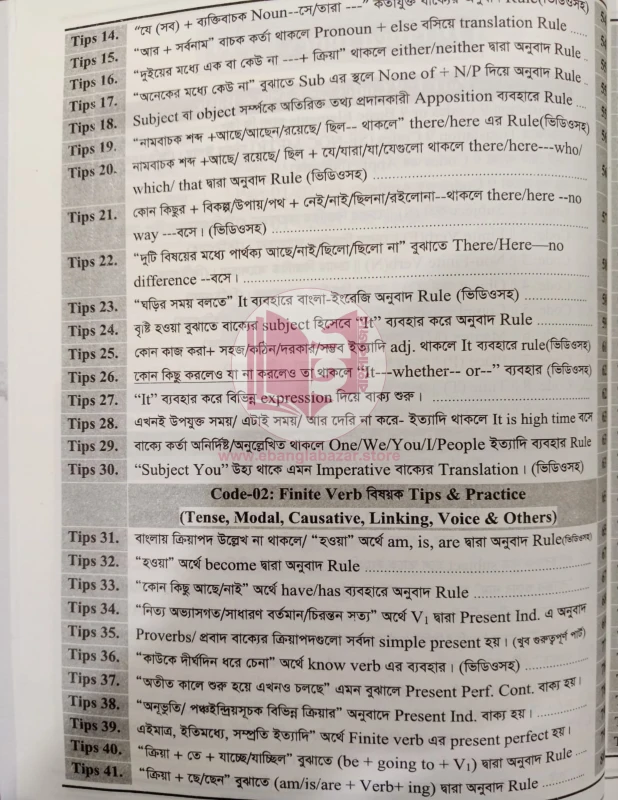 Tips 14. "যে (সব) + ব্যক্তিবাচক Noun--সে/তারা ---"
Tips 15. "আর + সর্বনাম" বাচক কর্তা থাকলে Pronoun + else বসিয়ে translation Rule ......
Tips 16. "দুইয়ের মধ্যে এক বা কেউ না ---+ ক্রিয়া" থাকলে either/neither দ্বারা অনুবাদ Rule
Tips 17. "অনেকের মধ্যে কেউ না" বুঝাতে Sub এর স্থলে None of + N/P দিয়ে অনুবাদ Rule ..
Tips 18. Subject বা object সর্ম্পকে অতিরিক্ত তথ্য প্রদানকারী Apposition ব্যবহারে Rule ....
Tips 19. "নামবাচক শব্দ +আছে/আছেন/রয়েছে/ ছিল-- থাকলে" there/here এর Rule(ভিডিওসহ)
Tips 20. নামবাচক শব্দ +আছে/ রয়েছে/ ছিল + যে/যারা/যা/যেগুলো থাকলে there/here---who/
which/ that দ্বারা অনুবাদ Rule (ভিডিওসহ) ..........
Tips 21. কোন কিছুর + বিকল্প/উপায়/পথ + নেই/নাই/ছিলনা/রইলোনা--থাকলে there/here --no
way ---বসে। (ভিডিওসহ) ..........
Tips 22. "দুটি বিষয়ের মধ্যে পার্থক্য আছে/নাই/ছিলো/ছিলো না" বুঝাতে There/Here—no
difference --বসে। ..........
Tips 23. "ঘড়ির সময় বলতে" It ব্যবহারে বাংলা-ইংরেজি অনুবাদ Rule (ভিডিওসহ) ..........
Tips 24. বৃষ্টি হওয়া বুঝাতে বাক্যের subject হিসেবে "It" ব্যবহার করে অনুবাদ Rule ..........
Tips 25. কোন কাজ করা+ সহজ/কঠিন/দরকার/সম্ভব ইত্যাদি adj. থাকলে It ব্যবহারে rule(ভিডিওসহ)
Tips 26. কোন কিছু করলেও যা না করলেও তা থাকলে "It---whether-- or--" ব্যবহার (ভিডিওসহ)
Tips 27. "It" ব্যবহার করে বিভিন্ন expression দিয়ে বাক্য শুরু। ..........
Tips 28. এখনই উপযুক্ত সময়/ এটাই সময়/ আর দেরি না করে- ইত্যাদি থাকলে It is high time বসে
Tips 29. বাক্যে কর্তা অনির্দিষ্ট/অনুল্লেখিত থাকলে One/We/You/I/People ইত্যাদি ব্যবহার Rule
www.ebanglabazar.store
Tips 30. "Subject You" উহ্য থাকে এমন Imperative বাক্যের Translation। (ভিডিওসহ)
Code-02: Finite Verb বিষয়ক Tips & Practice
(Tense, Modal, Causative, Linking, Voice & Others)
Tips 31. বাংলায় ক্রিয়াপদ উল্লেখ না থাকলে/ "হওয়া" অর্থে am, is, are দ্বারা অনুবাদ Rule(ভিডিওসহ)
Tips 32. "হওয়া" অর্থে become দ্বারা অনুবাদ Rule ..........
Tips 33. "কোন কিছু আছে/নাই" অর্থে have/has ব্যবহারে অনুবাদ Rule ..........
Tips 34. "নিত্য অভ্যাসগত/সাধারণ বর্তমান/চিরন্তন সত্য" অর্থে V1 দ্বারা Present Ind. এ অনুবাদ
Tips 35. Proverbs/ প্রবাদ বাক্যের ক্রিয়াপদগুলো সর্বদা simple present হয়। (খুব গুরুত্বপূর্ণ পার্ট)
Tips 36. "কাউকে দীর্ঘদিন ধরে চেনা" অর্থে know verb এর ব্যবহার। (ভিডিওসহ) ..........
Tips 37. "অতীত কালে শুরু হয়ে এখনও চলছে" এমন বুঝালে Present Perf. Cont. বাক্য হয়।
Tips 38. "অনুভূতি/ পঞ্চইন্দ্রিয়সূচক বিভিন্ন ক্রিয়ার" অনুবাদে Present Ind. বাক্য হয়। ..........
Tips 39. এইমাত্র, ইতিমধ্যে, সম্প্রতি ইত্যাদি" অর্থে Finite verb এর present perfect হয়।
Tips 40. "ক্রিয়া + তে + যাচ্ছে/যাচ্ছিল" বুঝাতে (be + going to + V1) দ্বারা অনুবাদ Rule ....
Tips 41. "ক্রিয়া + ছে/ছেন" বুঝাতে (am/is/are + Verb+ ing) দ্বারা অনুবাদ Rule ..........